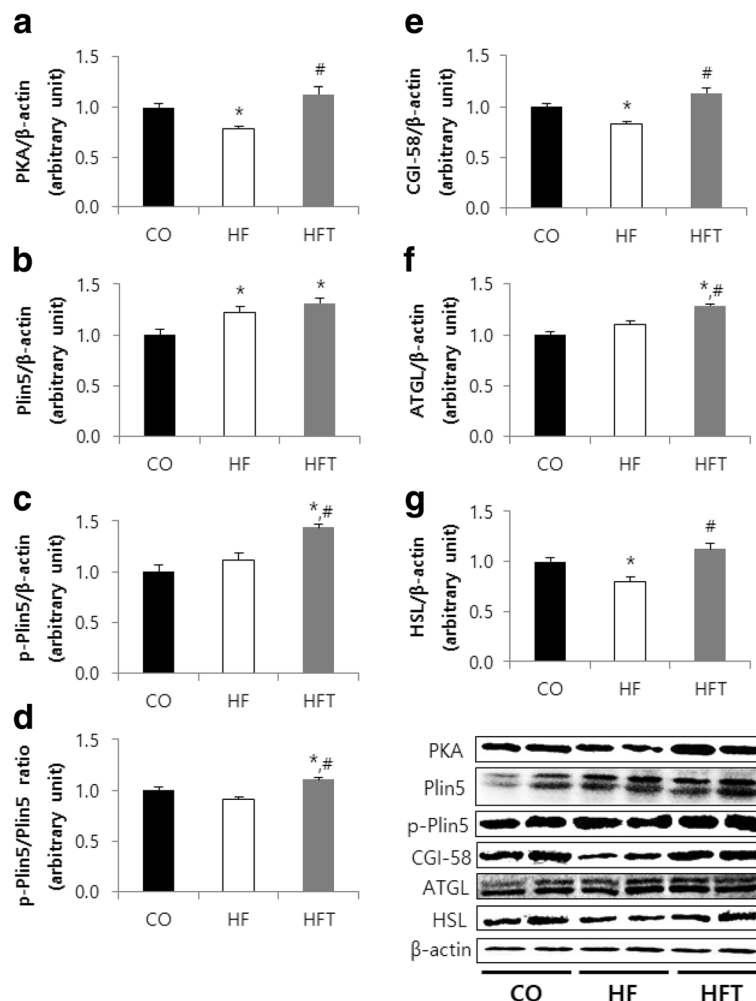 a
PKA/β-actin
(arbitrary unit)
1.5
1.0
0.5
0.0
*
#
CO HF HFT
b
Plin5/β-actin
(arbitrary unit)
1.5
1.0
0.5
0.0
*
*
CO HF HFT
c
p-Plin5/β-actin
(arbitrary unit)
1.5
1.0
0.5
0.0
*,#
CO HF HFT
d
p-Plin5/Plin5 ratio
(arbitrary unit)
1.5
1.0
0.5
0.0
*,#
CO HF HFT
e
CGI-58/β-actin
(arbitrary unit)
1.5
1.0
0.5
0.0
*
#
CO HF HFT
f
ATGL/β-actin
(arbitrary unit)
1.5
1.0
0.5
0.0
*,#
CO HF HFT
g
HSL/β-actin
(arbitrary unit)
1.5
1.0
0.5
0.0
*
#
CO HF HFT
PKA
Plin5
p-Plin5
CGI-58
ATGL
HSL
β-actin
CO HF HFT